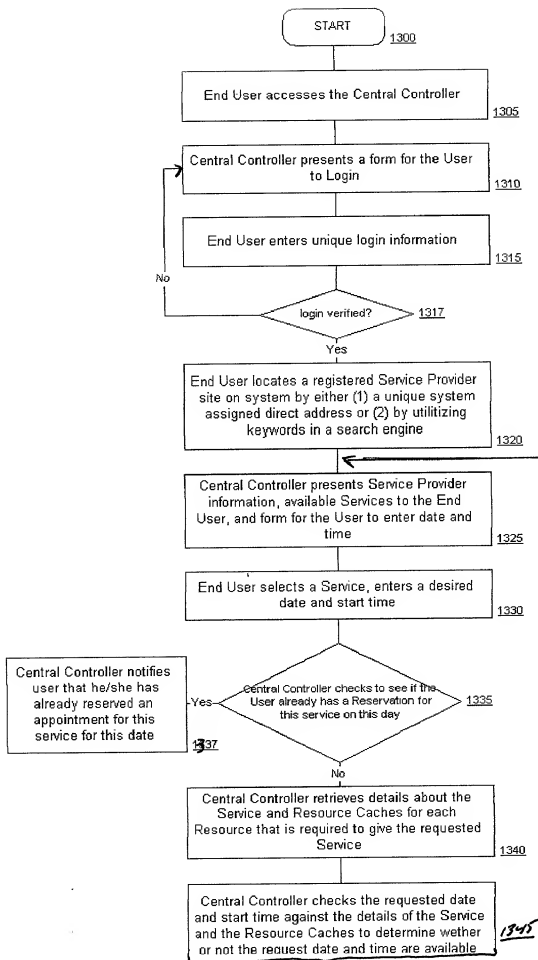 START
1300
End User accesses the Central Controller
1305
Central Controller presents a form for the User
to Login
1310
End User enters unique login information
1315
No
login verified?
1317
Yes
End User locates a registered Service Provider
site on system by either (1) a unique system
assigned direct address or (2) by utilitizing
keywords in a search engine
1320
Central Controller presents Service Provider
information, available Services to the End
User, and form for the User to enter date and
time
1325
End User selects a Service, enters a desired
date and start time
1330
Central Controller checks to see if the
User already has a Reservation for
this service on this day
1335
Yes
Central Controller notifies
user that he/she has
already reserved an
appointment for this
service for this date
1337
No
Central Controller retrieves details about the
Service and Resource Caches for each
Resource that is required to give the requested
Service
1340
Central Controller checks the requested date
and start time against the details of the Service
and the Resource Caches to determine wether
or not the request date and time are available
1345